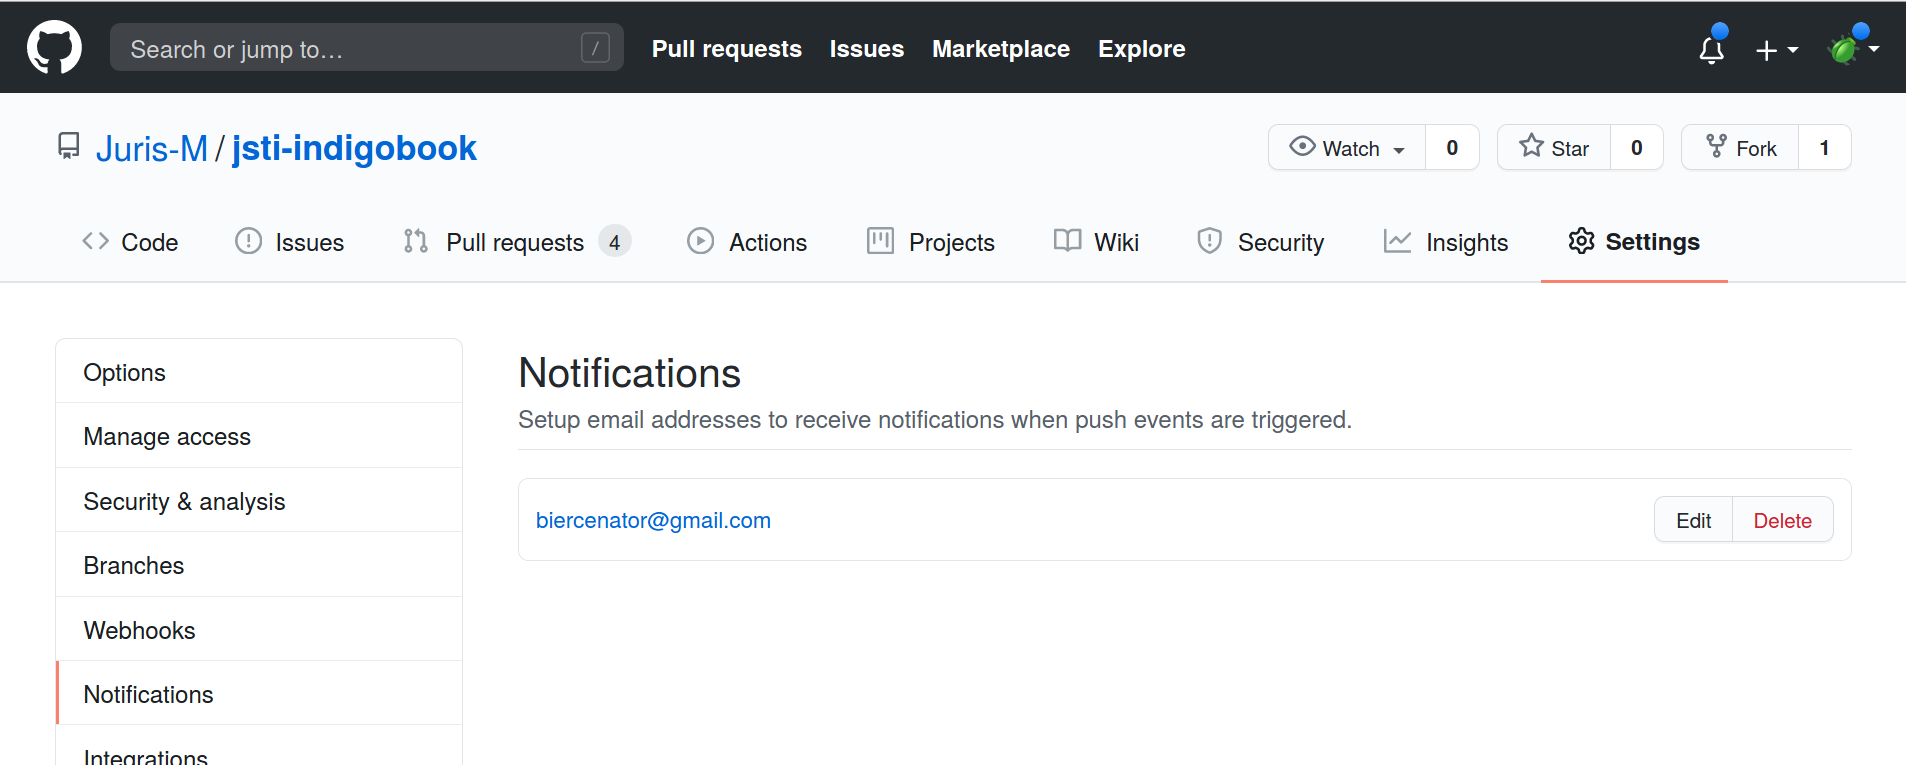 Search or jump to… /
Pull requests Issues Marketplace Explore
Juris-M / jsti-indigobook
Watch 0 Star 0 Fork 1
Code Issues Pull requests 4 Actions Projects Wiki Security Insights Settings
Options
Manage access
Security & analysis
Branches
Webhooks
Notifications
Integrations
Notifications
Setup email addresses to receive notifications when push events are triggered.
biercenator@gmail.com Edit Delete